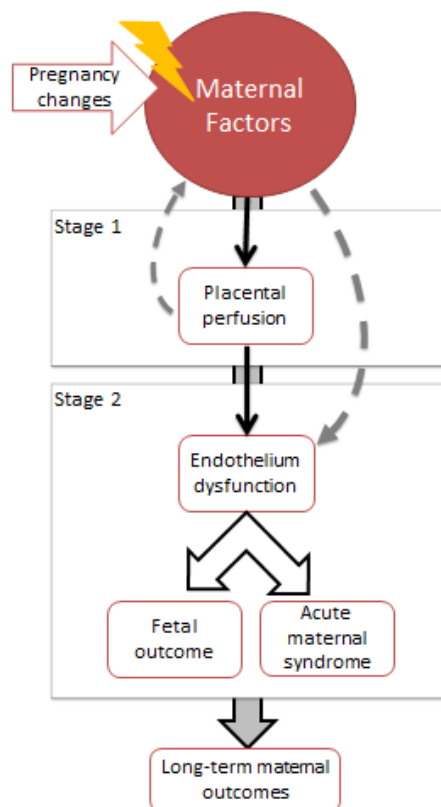 Pregnancy
changes
Maternal
Factors
Stage 1
Placental
perfusion
Stage 2
Endothelium
dysfunction
Fetal
outcome
Acute
maternal
syndrome
Long-term maternal
outcomes